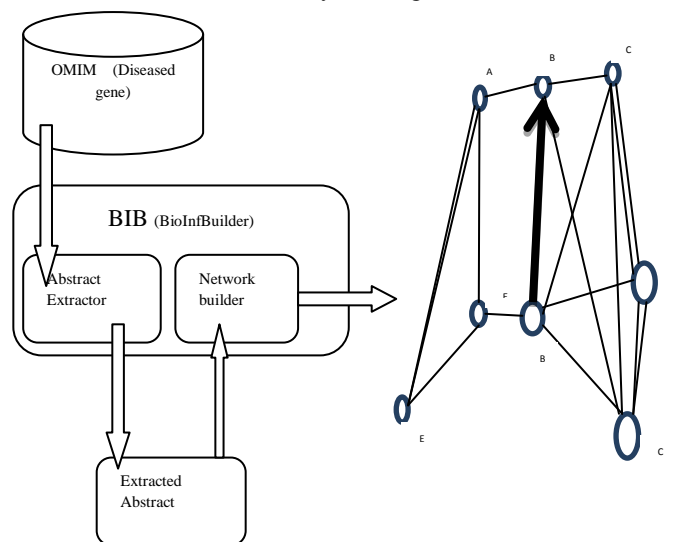 OMIM (Diseased
gene)
BIB (BioInfBuilder)
Abstract
Extractor
Network
builder
Extracted
Abstract
A
B
C
B
E
C